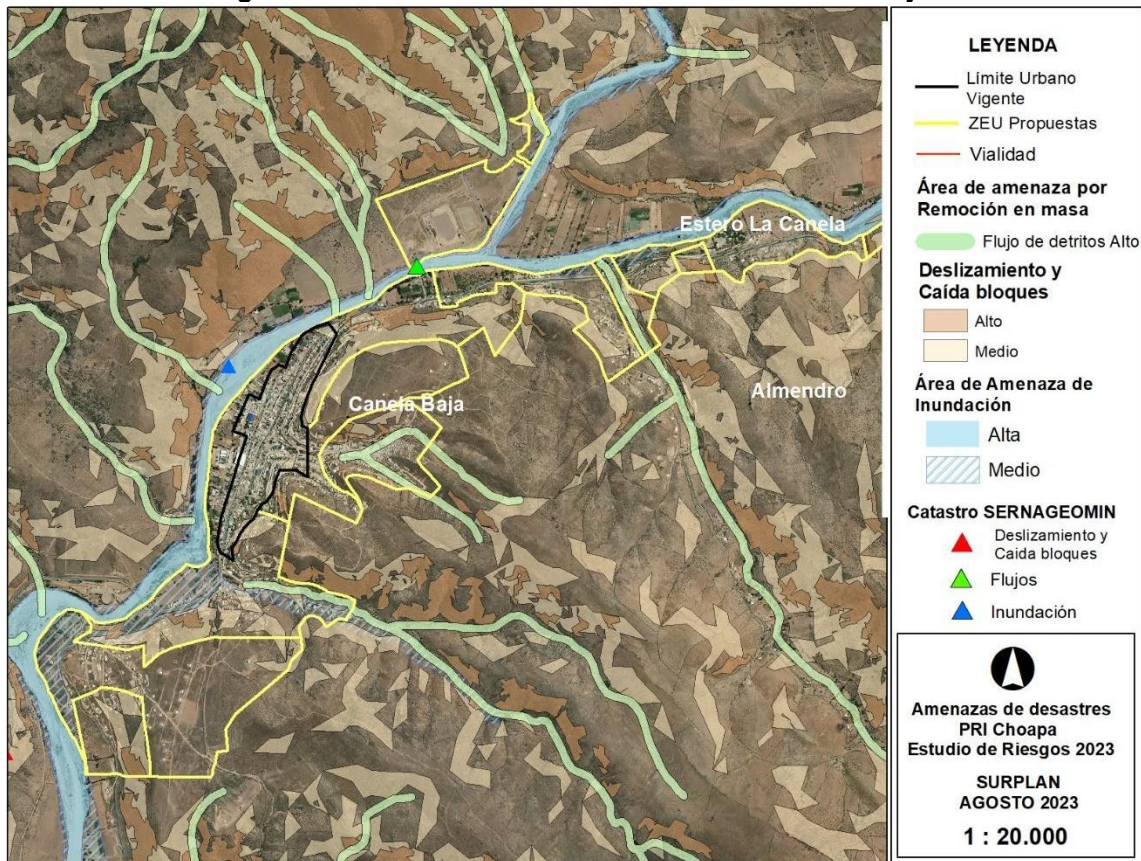 Estero La Canela
Canela Baja
Almendro
LEYENDA
Límite Urbano
Vigente
ZEU Propuestas
Vialidad
Área de amenaza por
Remoción en masa
Flujo de detritos Alto
Deslizamiento y
Caída bloques
Alto
Medio
Área de Amenaza de
Inundación
Alta
Medio
Catastro SERNAGEOMIN
Deslizamiento y
Caida bloques
Flujos
Inundación
Amenazas de desastres
PRI Choapa
Estudio de Riesgos 2023
SURPLAN
AGOSTO 2023
1 : 20.000